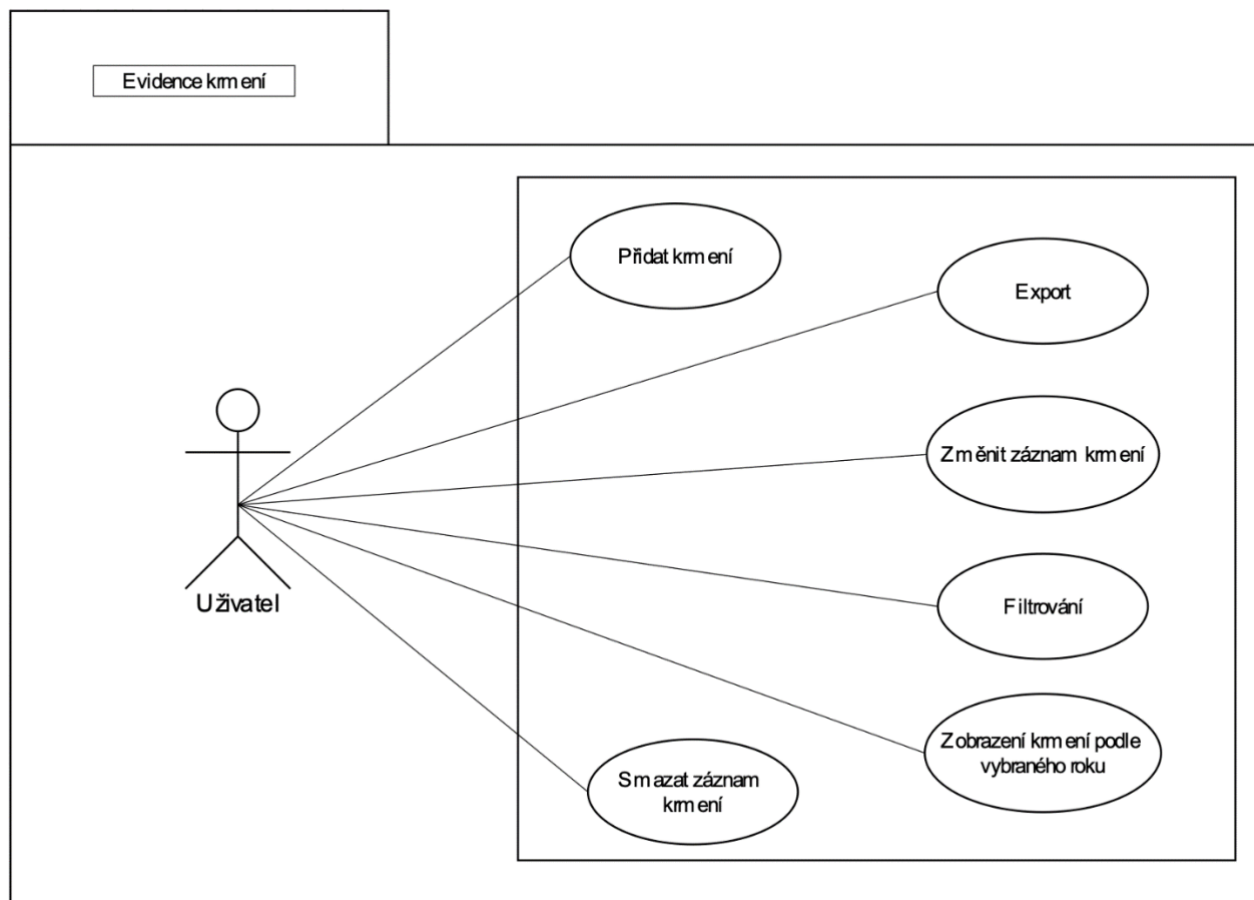 Evidence krmení
Přidat krmení
Export
Změnit záznam krmení
Uživatel
Filtrování
Zobrazení krmení podle
vybraného roku
Smazat záznam
krmení